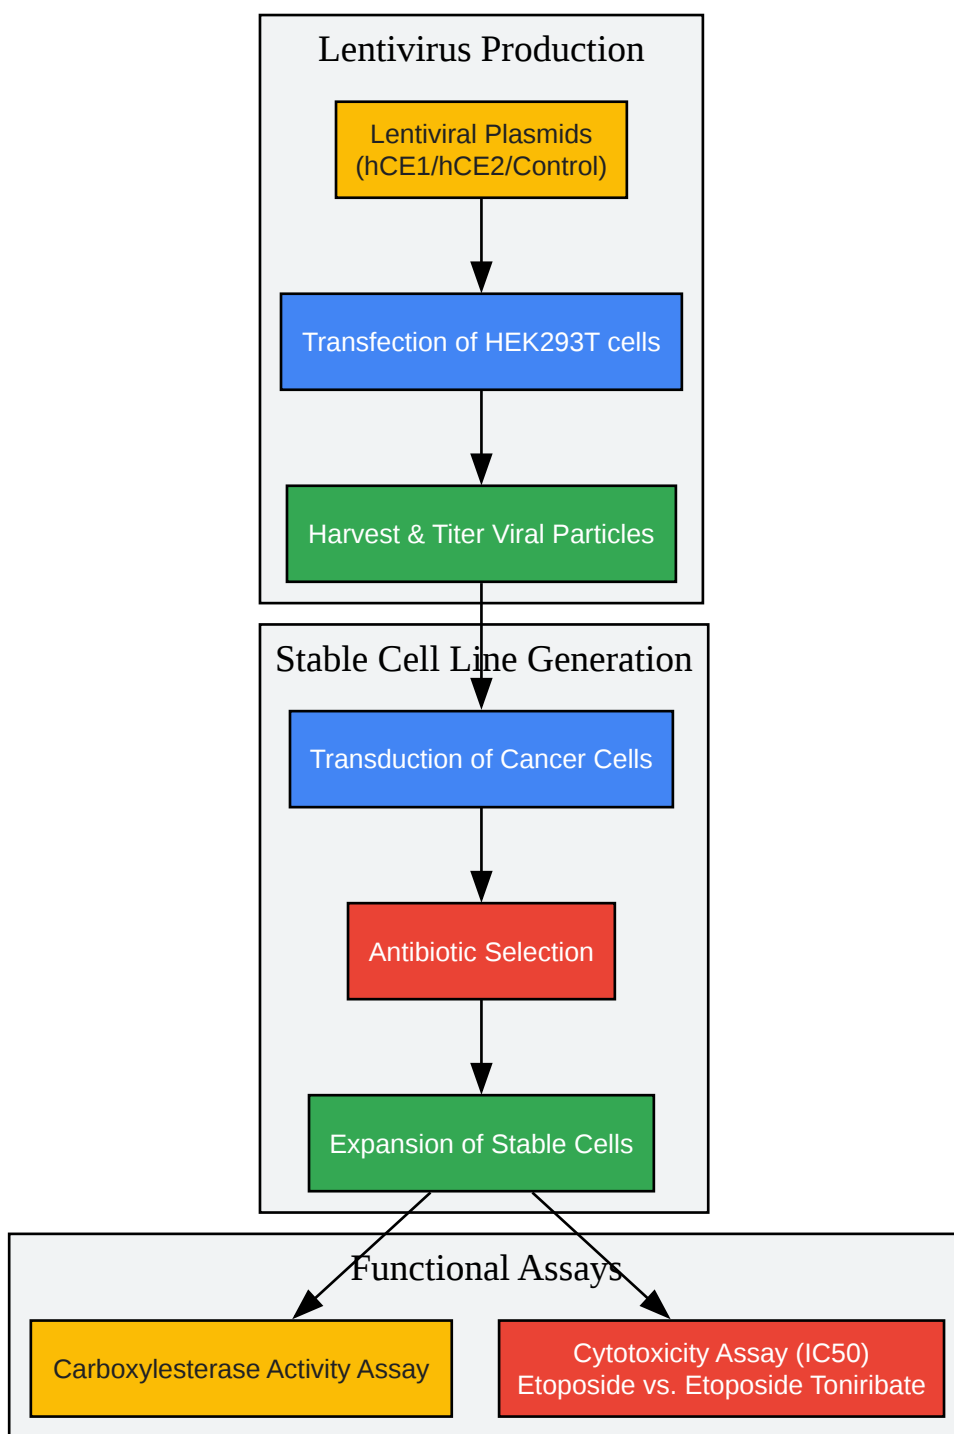 Lentivirus Production
Lentiviral Plasmids
(hCE1/hCE2/Control)
Transfection of HEK293T cells
Harvest & Titer Viral Particles
Stable Cell Line Generation
Transduction of Cancer Cells
Antibiotic Selection
Expansion of Stable Cells
Functional Assays
Carboxylesterase Activity Assay
Cytotoxicity Assay (IC50)
Etoposide vs. Etoposide Toniribate